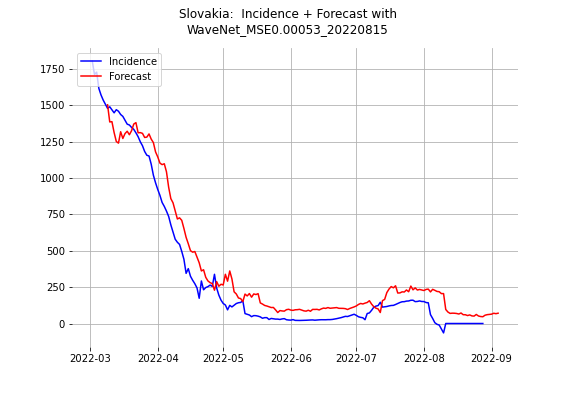 Slovakia:  Incidence + Forecast with
WaveNet_MSE0.00053_20220815
Incidence
Forecast
1750
1500
1250
1000
750
500
250
0
2022-03 2022-04 2022-05 2022-06 2022-07 2022-08 2022-09